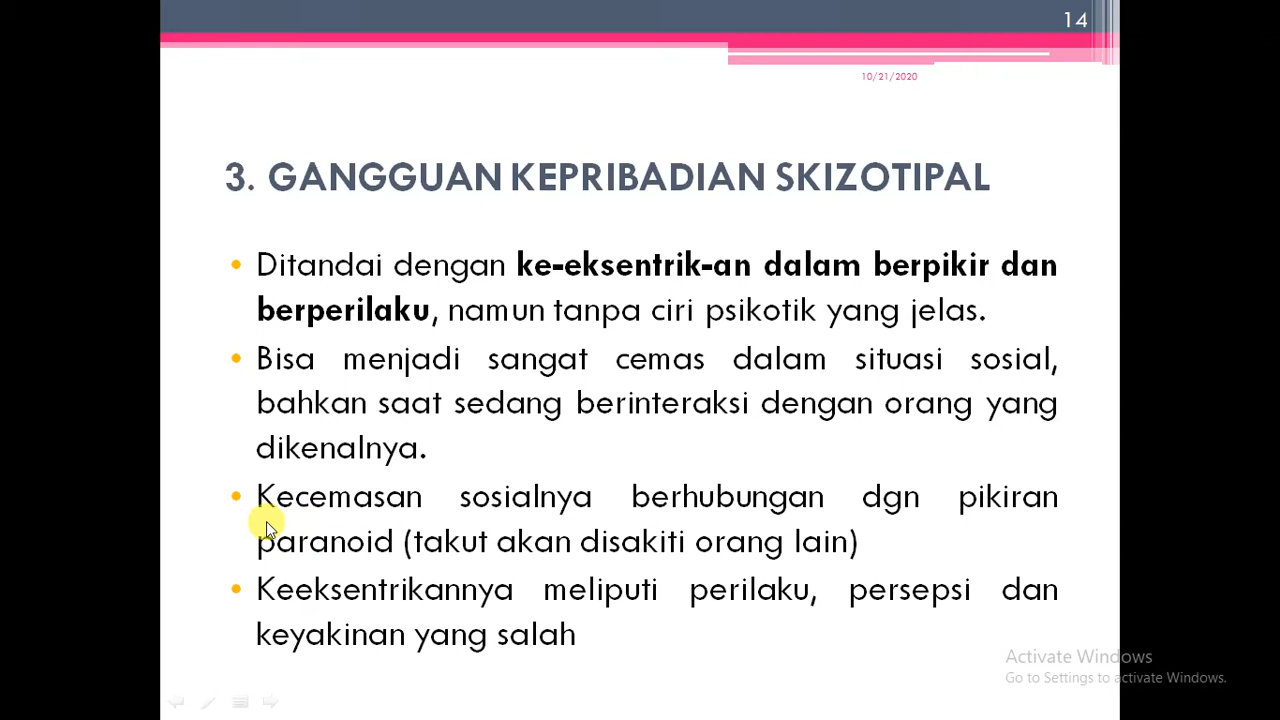 14
10/21/2020
3. GANGGUAN KEPRIBADIAN SKIZOTIPAL
• Ditandai dengan ke-eksentrik-an dalam berpikir dan
berperilaku, namun tanpa ciri psikotik yang jelas.
• Bisa menjadi sangat cemas dalam situasi sosial,
bahkan saat sedang berinteraksi dengan orang yang
dikenalnya.
• Kecemasan sosialnya berhubungan dgn pikiran
paranoid (takut akan disakiti orang lain)
• Keeksentrikannya meliputi perilaku, persepsi dan
keyakinan yang salah
Activate Windows
Go to Settings to activate Windows.